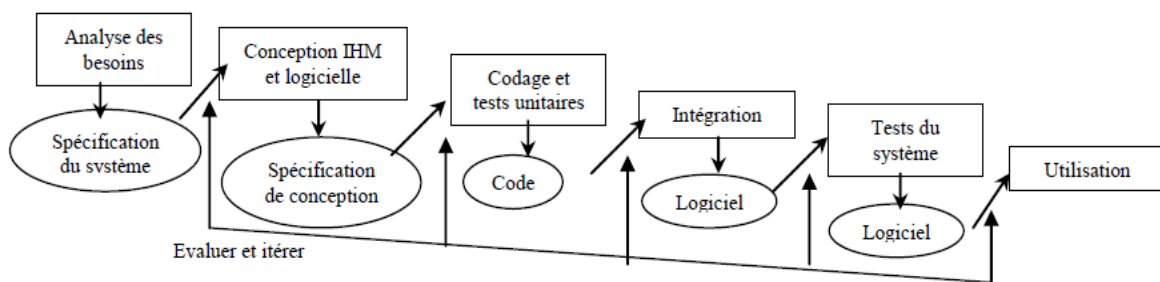 Analyse des
besoins
Spécification
du système
Conception IHM
et logicielle
Spécification
de conception
Codage et
tests unitaires
Code
Intégration
Logiciel
Tests du
système
Logiciel
Utilisation
Evaluer et itérer